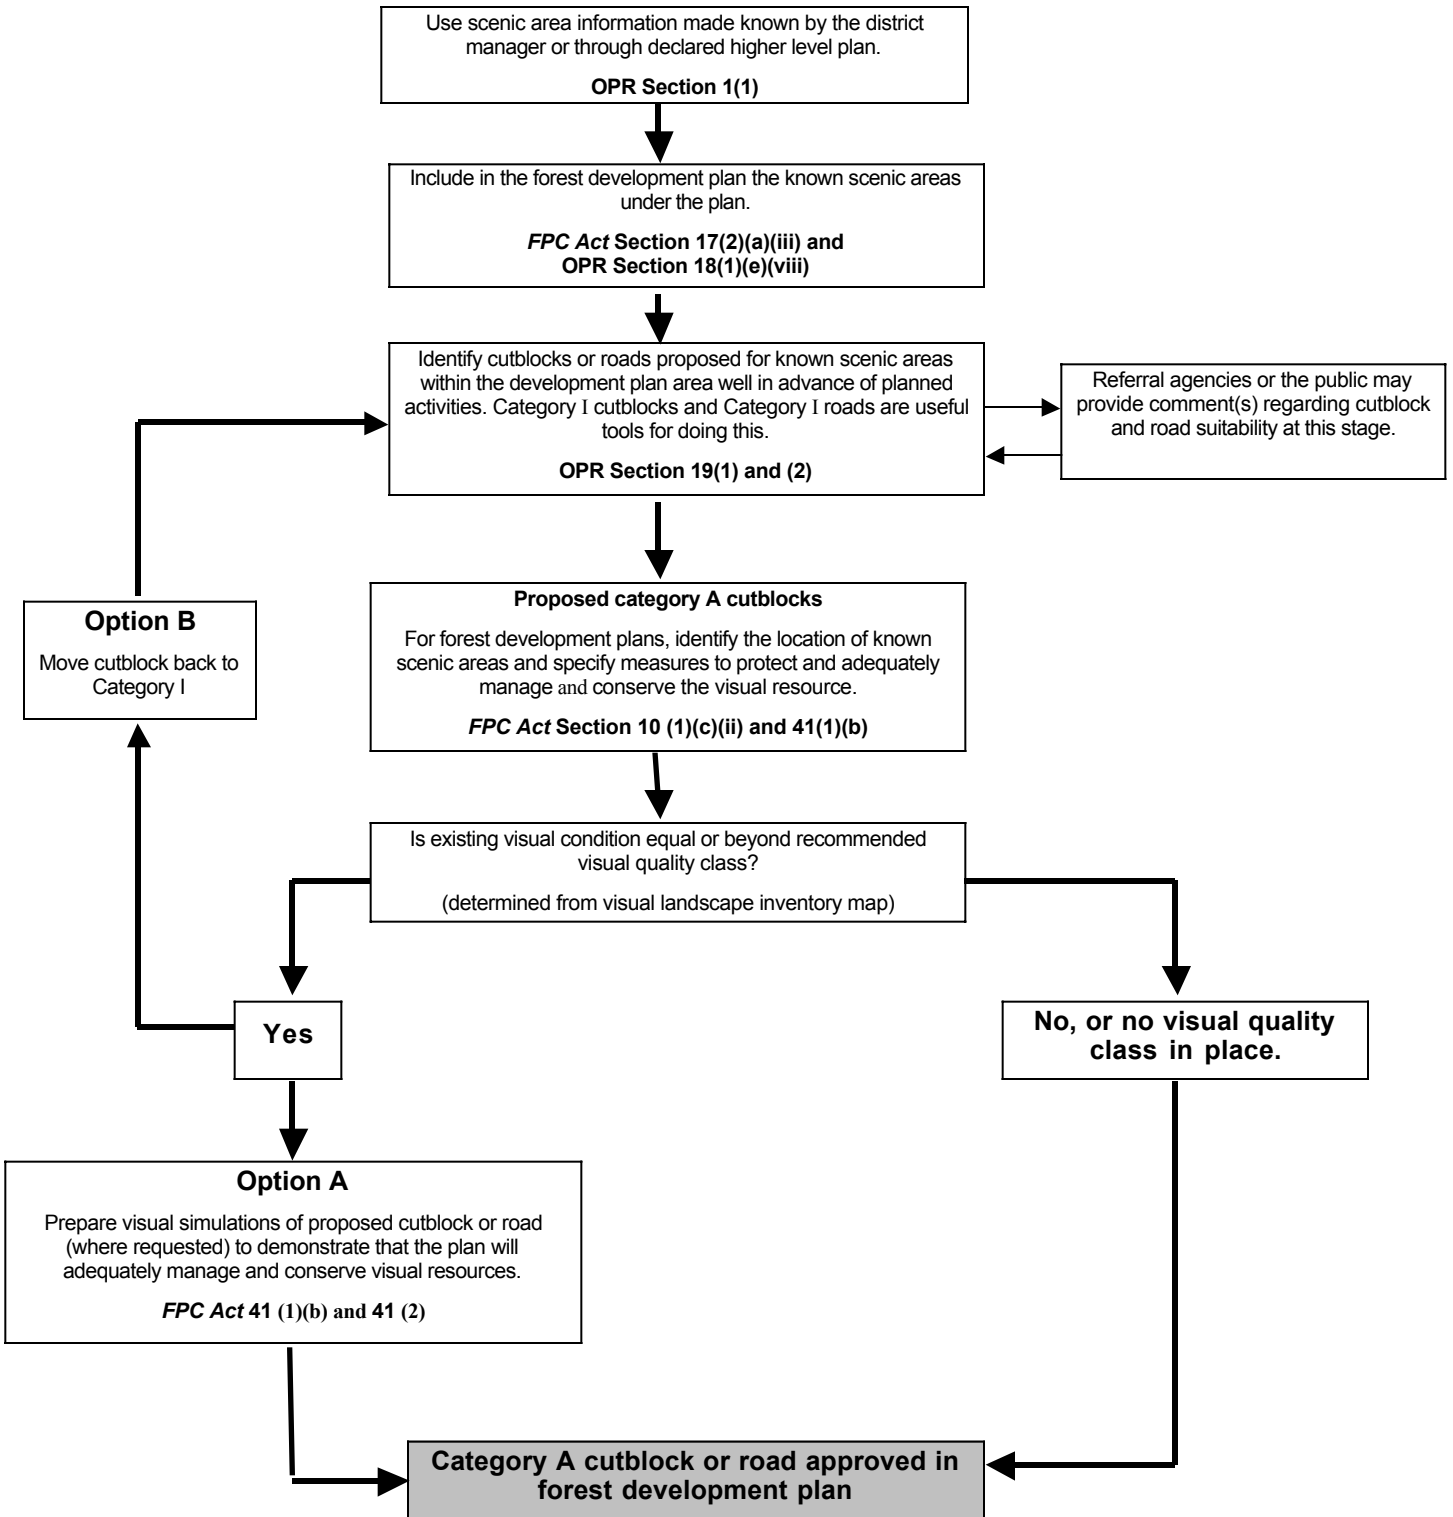 Use scenic area information made known by the district
manager or through declared higher level plan.
OPR Section 1(1)
Include in the forest development plan the known scenic areas
under the plan.
FPC Act Section 17(2)(a)(iii) and
OPR Section 18(1)(e)(viii)
Identify cutblocks or roads proposed for known scenic areas
within the development plan area well in advance of planned
activities. Category I cutblocks and Category I roads are useful
tools for doing this.
OPR Section 19(1) and (2)
Referral agencies or the public may
provide comment(s) regarding cutblock
and road suitability at this stage.
Option B
Move cutblock back to
Category I
Proposed category A cutblocks
For forest development plans, identify the location of known
scenic areas and specify measures to protect and adequately
manage and conserve the visual resource.
FPC Act Section 10 (1)(c)(ii) and 41(1)(b)
Is existing visual condition equal or beyond recommended
visual quality class?
(determined from visual landscape inventory map)
Yes
No, or no visual quality
class in place.
Option A
Prepare visual simulations of proposed cutblock or road
(where requested) to demonstrate that the plan will
adequately manage and conserve visual resources.
FPC Act 41 (1)(b) and 41 (2)
Category A cutblock or road approved in
forest development plan